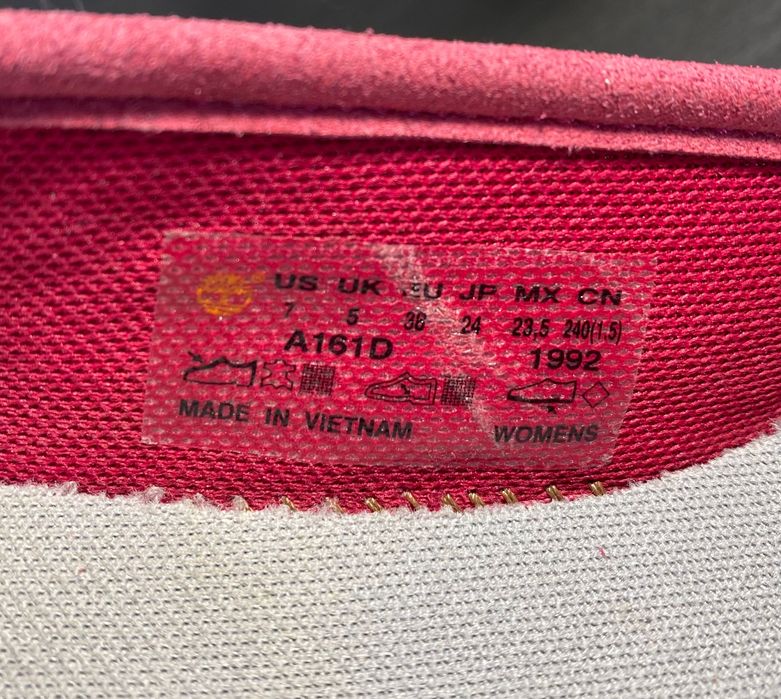 US UK EU JP MX CN
7 5 38 24 23,5 240(1.5)
A161D 1992
MADE IN VIETNAM WOMENS